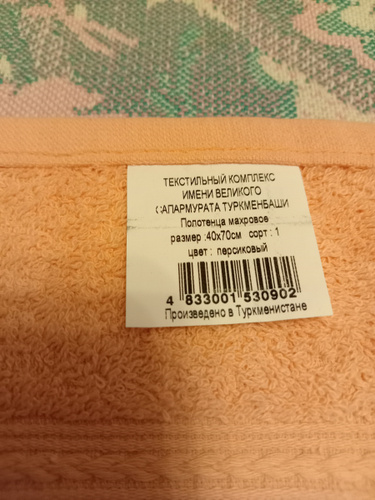 ТЕКСТИЛЬНЫЙ КОМПЛЕКС
ИМЕНИ ВЕЛИКОГО
САПАРМУРАТА ТУРКМЕНБАШИ
Полотенца махровое
размер :40x70см сорт : 1
цвет : персиковый
4 833001 530902
Произведено в Туркменистане